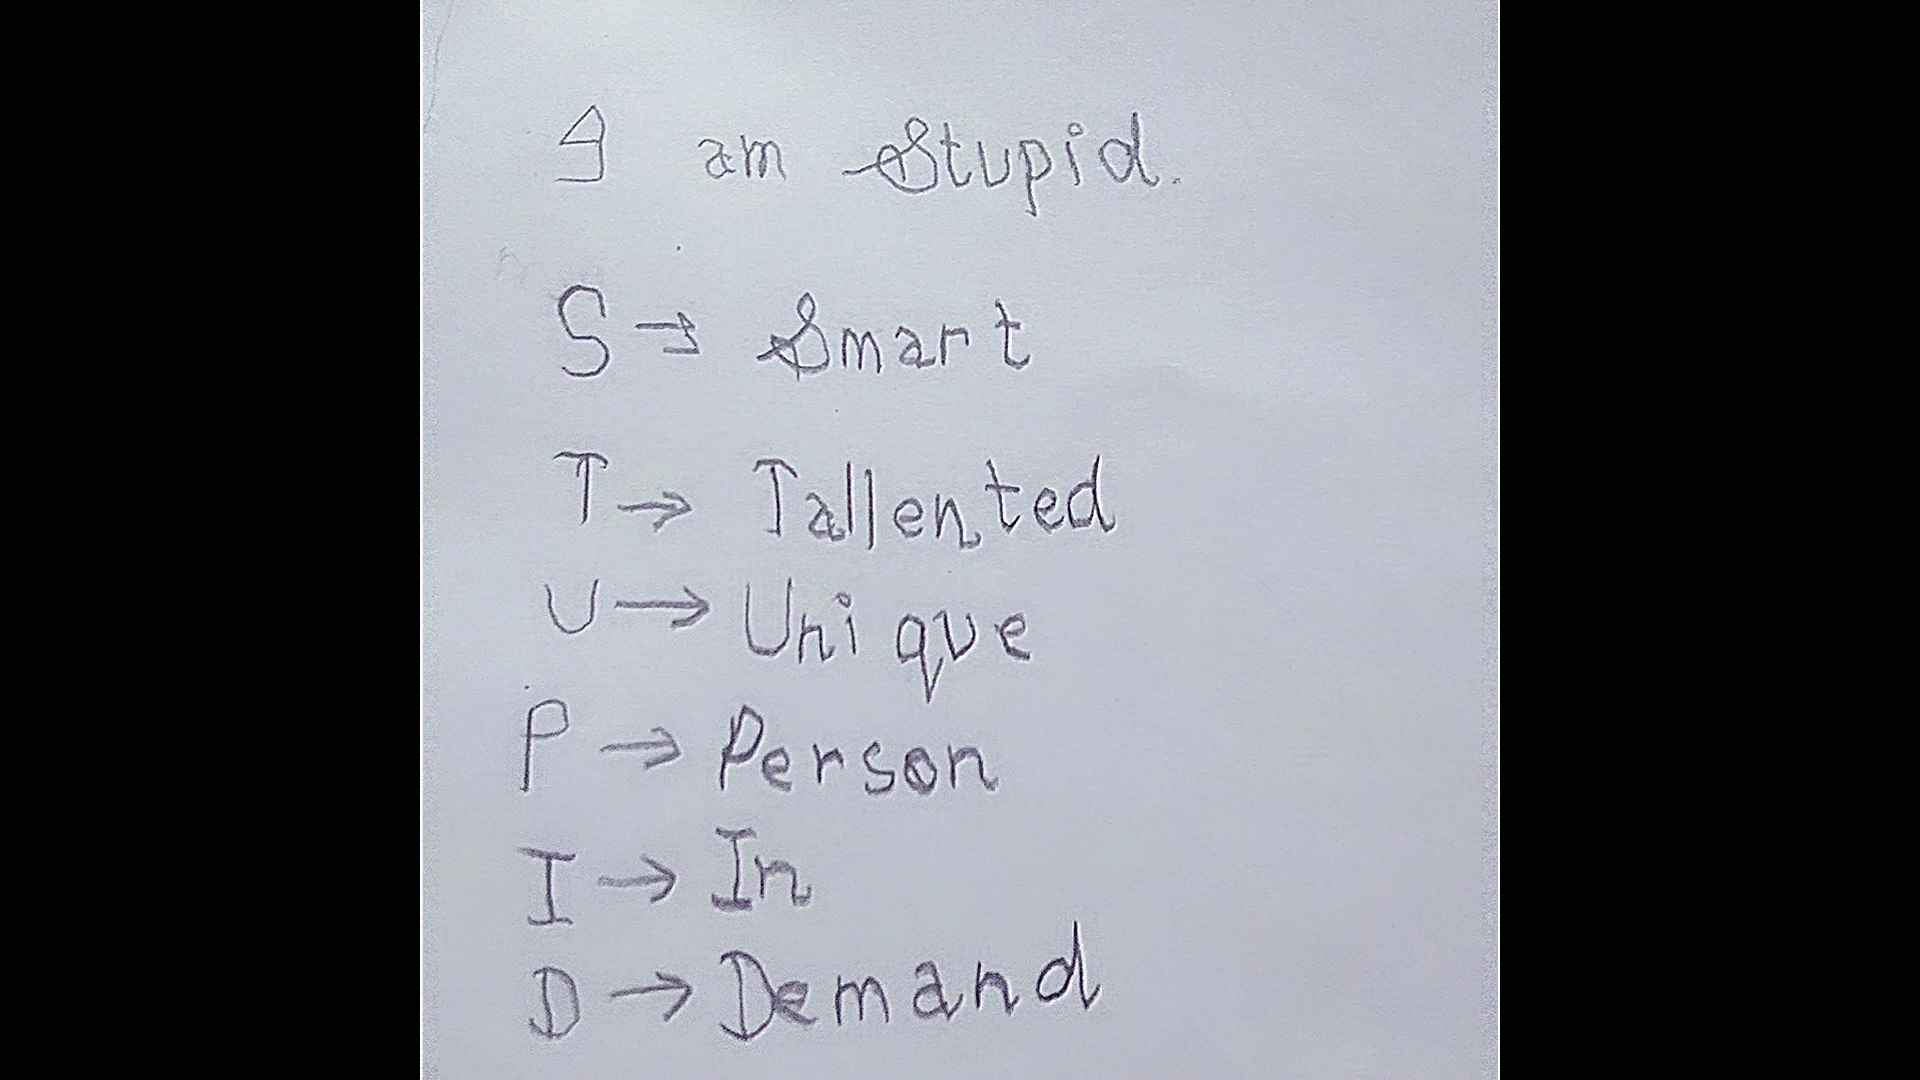 I am Stupid.
S → Smart
T → Tallented
U → Unique
P → Person
I → In
D → Demand